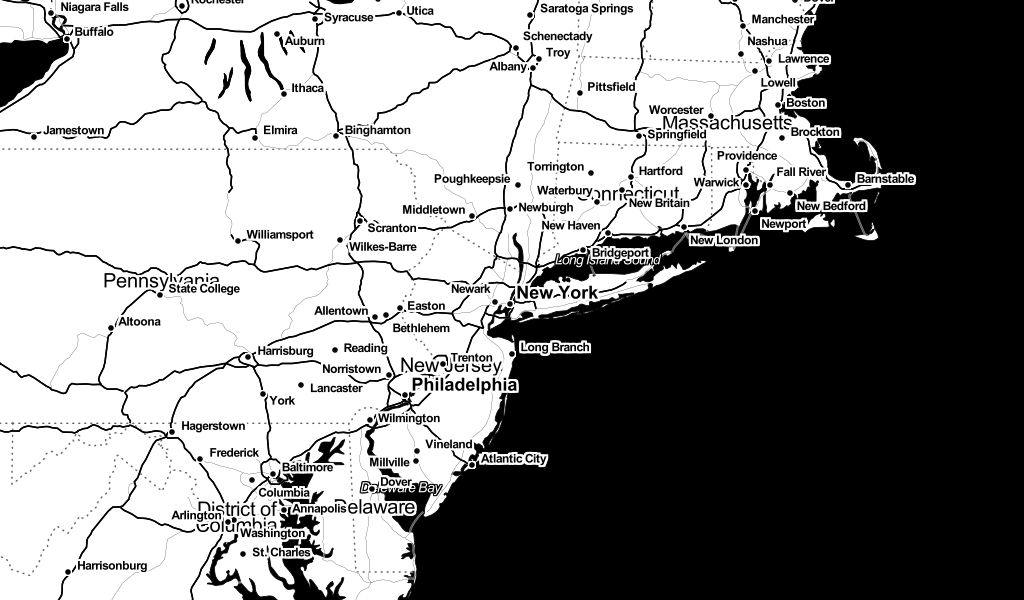 Niagara Falls
Rochester
Syracuse
Utica
Saratoga Springs
Dover
Manchester
Buffalo
Auburn
Schenectady
Nashua
Troy
Lawrence
Albany
Lowell
Ithaca
Pittsfield
Boston
Worcester
Massachusetts
Jamestown
Elmira
Binghamton
Springfield
Brockton
Providence
Torrington
Hartford
Fall River
Poughkeepsie
Warwick
Barnstable
Waterbury
Connecticut
New Britain
New Bedford
Middletown
Newburgh
Newport
Scranton
New Haven
Williamsport
Wilkes-Barre
New London
Bridgeport
Long Island Sound
Pennsylvania
State College
Newark
New York
Allentown
Easton
Altoona
Bethlehem
Harrisburg
Reading
Long Branch
Trenton
New Jersey
Norristown
Lancaster
Philadelphia
York
Wilmington
Hagerstown
Vineland
Frederick
Millville
Atlantic City
Baltimore
Dover
Delaware Bay
Columbia
Delaware
Annapolis
Arlington
District of
Columbia
Washington
St. Charles
Harrisonburg